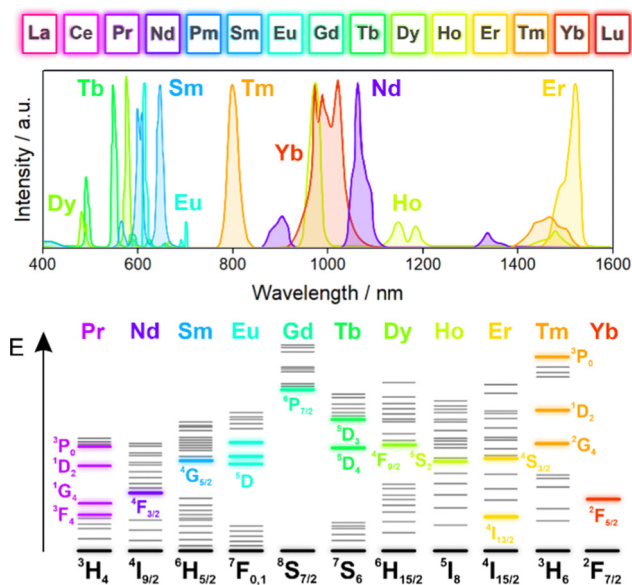 La Ce Pr Nd Pm Sm Eu Gd Tb Dy Ho Er Tm Yb Lu
Tb Sm Tm Nd Er
Yb
Dy Eu Ho
Intensity / a.u.
400 600 800 1000 1200 1400 1600
Wavelength / nm
E
Pr Nd Sm Eu Gd Tb Dy Ho Er Tm Yb
³P₀
¹D₂
¹G₄
³F₄
⁴F₃/₂
⁴G₅/₂
⁵D
⁶P₇/₂
⁵D₃
⁵D₄
⁴F₉/₂
⁵S₂
⁴S₃/₂
⁴I₁₃/₂
³P₀
¹D₂
²G₄
²F₅/₂
³H₄ ⁴I₉/₂ ⁶H₅/₂ ⁷F₀,₁ ⁸S₇/₂ ⁷S₆ ⁶H₁₅/₂ ⁵I₈ ⁴I₁₅/₂ ³H₆ ²F₇/₂